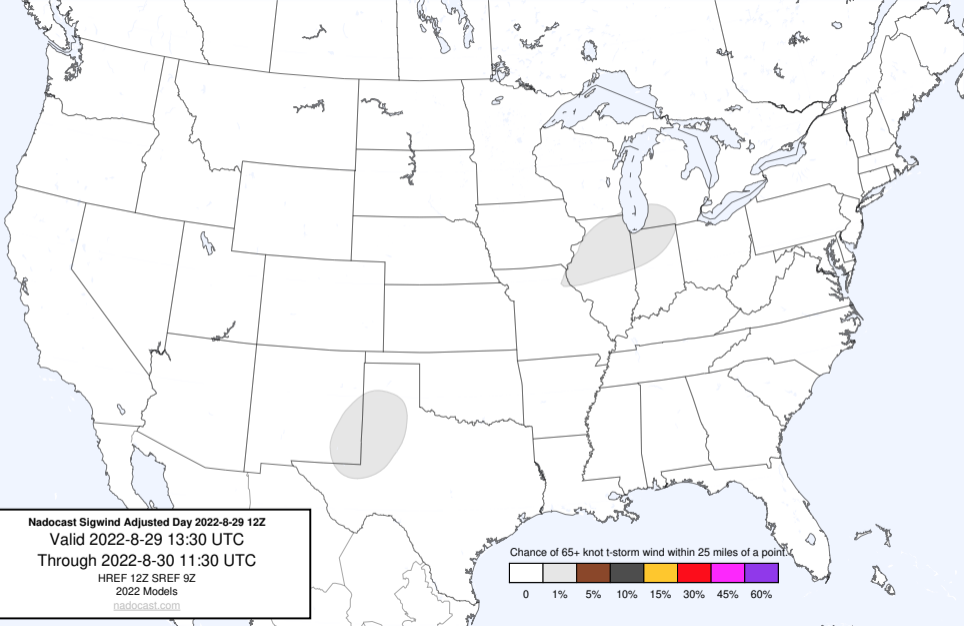 Nadocast Sigwind Adjusted Day 2022-8-29 12Z
Valid 2022-8-29 13:30 UTC
Through 2022-8-30 11:30 UTC
HREF 12Z SREF 9Z
2022 Models
nadocast.com
Chance of 65+ knot t-storm wind within 25 miles of a point.
0 1% 5% 10% 15% 30% 45% 60%